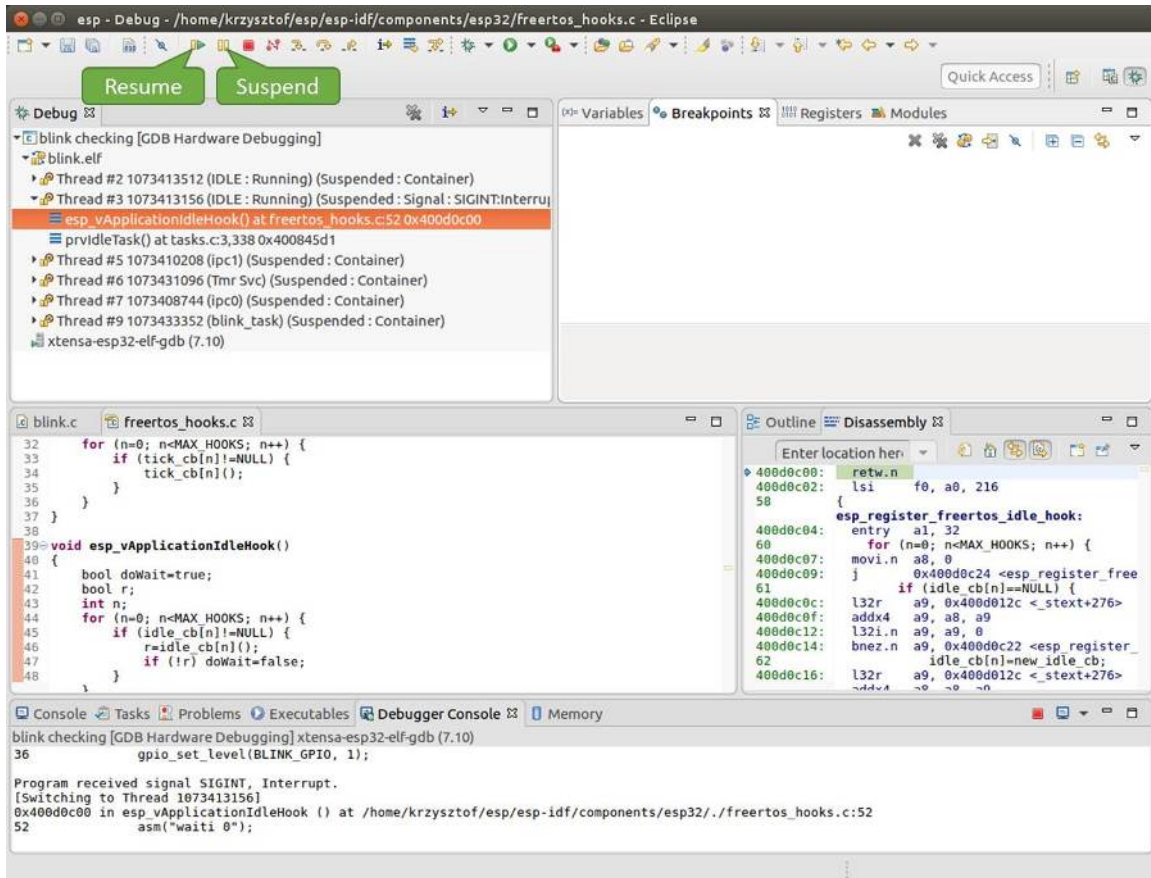 esp - Debug - /home/krzysztof/esp/esp-idf/components/esp32/freertos_hooks.c - Eclipse
Resume
Suspend
Quick Access
Debug
blink checking [GDB Hardware Debugging]
blink.elf
Thread #2 1073413512 (IDLE : Running) (Suspended : Container)
Thread #3 1073413156 (IDLE : Running) (Suspended : Signal : SIGINT:Interru
esp_vApplicationIdleHook() at freertos_hooks.c:52 0x400d0c00
prvIdleTask() at tasks.c:3,338 0x400845d1
Thread #5 1073410208 (ipc1) (Suspended : Container)
Thread #6 1073431096 (Tmr Svc) (Suspended : Container)
Thread #7 1073408744 (ipc0) (Suspended : Container)
Thread #9 1073433352 (blink_task) (Suspended : Container)
xtensa-esp32-elf-gdb (7.10)
(x)= Variables Breakpoints Registers Modules
blink.c freertos_hooks.c
32 for (n=0; n<MAX_HOOKS; n++) {
33 if (tick_cb[n]!=NULL) {
34 tick_cb[n]();
35 }
36 }
37 }
38
39 void esp_vApplicationIdleHook()
40 {
41 bool doWait=true;
42 bool r;
43 int n;
44 for (n=0; n<MAX_HOOKS; n++) {
45 if (idle_cb[n]!=NULL) {
46 r=idle_cb[n]();
47 if (!r) doWait=false;
48 }
}
Outline Disassembly
Enter location her
400d0c00: retw.n
400d0c02: lsi f0, a0, 216
58 {
esp_register_freertos_idle_hook:
400d0c04: entry a1, 32
60 for (n=0; n<MAX_HOOKS; n++) {
400d0c07: movi.n a8, 0
400d0c09: j 0x400d0c24 <esp_register_free
61 if (idle_cb[n]==NULL) {
400d0c0c: l32r a9, 0x400d012c <_stext+276>
400d0c0f: addx4 a9, a8, a9
400d0c12: l32i.n a9, a9, 0
400d0c14: bnez.n a9, 0x400d0c22 <esp_register_
62 idle_cb[n]=new_idle_cb;
400d0c16: l32r a9, 0x400d012c <_stext+276>
addx4 a8, a8, a9
Console Tasks Problems Executables Debugger Console Memory
blink checking [GDB Hardware Debugging] xtensa-esp32-elf-gdb (7.10)
36 gpio_set_level(BLINK_GPIO, 1);
Program received signal SIGINT, Interrupt.
[Switching to Thread 1073413156]
0x400d0c00 in esp_vApplicationIdleHook () at /home/krzysztof/esp/esp-idf/components/esp32/./freertos_hooks.c:52
52 asm("waiti 0");